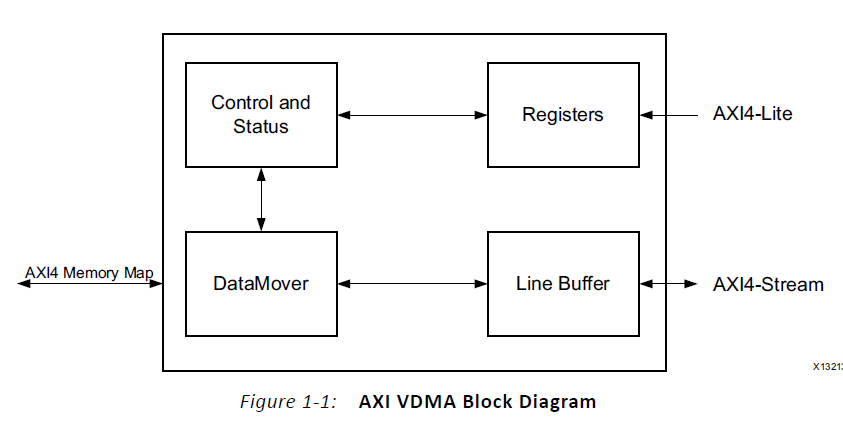 Control and
Status
Registers
AXI4-Lite
AXI4 Memory Map
DataMover
Line Buffer
AXI4-Stream
X1321
Figure 1-1: AXI VDMA Block Diagram